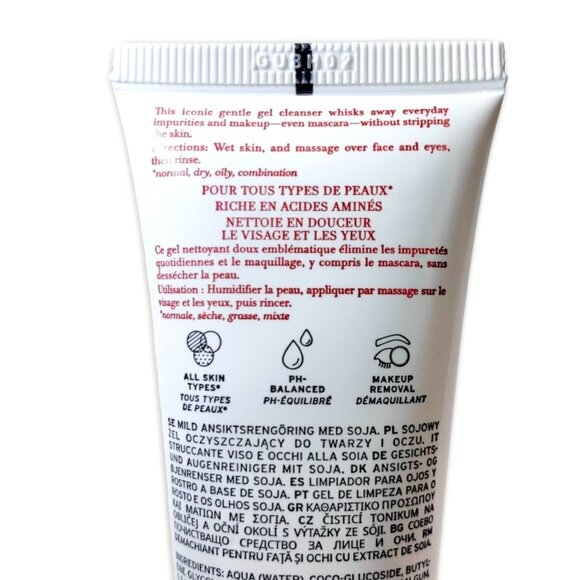 GU8H02
This iconic gentle gel cleanser whisks away everyday
impurities and makeup—even mascara—without stripping
the skin.
Directions: Wet skin, and massage over face and eyes,
then rinse.
*normal, dry, oily, combination
POUR TOUS TYPES DE PEAUX*
RICHE EN ACIDES AMINÉS
NETTOIE EN DOUCEUR
LE VISAGE ET LES YEUX
Ce gel nettoyant doux emblématique élimine les impuretés
quotidiennes et le maquillage, y compris le mascara, sans
dessécher la peau.
Utilisation : Humidifier la peau, appliquer par massage sur le
visage et les yeux, puis rincer.
*normale, sèche, grasse, mixte
ALL SKIN
TYPES*
TOUS TYPES
DE PEAUX*
PH-
BALANCED
PH-ÉQUILIBRÉ
MAKEUP
REMOVAL
DÉMAQUILLANT
SE MILD ANSIKTSRENGÖRING MED SOJA. PL SOJOWY
ŻEL OCZYSZCZAJĄCY DO TWARZY I OCZU. IT
STRUCCANTE VISO E OCCHI ALLA SOIA DE GESICHTS-
UND AUGENREINIGER MIT SOJA. DK ANSIGTS- OG
ØJENRENSER MED SOJA. ES LIMPIADOR PARA OJOS Y
ROSTRO A BASE DE SOJA. PT GEL DE LIMPEZA PARA O
ROSTO E OS OLHOS SOJA. GR ΚΑΘΑΡΙΣΤΙΚΟ ΠΡΟΣΩΠΟΥ
ΚΑΙ ΜΑΤΙΩΝ ΜΕ ΣΟΓΙΑ. CZ ČISTICÍ TONIKUM NA
OBLIČEJ A OČNÍ OKOLÍ S VÝTAŽKY ZE SÓJI. BG СОЕВО
ПОЧИСТВАЩО СРЕДСТВО ЗА ЛИЦЕ И ОЧИ. RM
DEMACHIANT PENTRU FAȚĂ ȘI OCHI CU EXTRACT DE SOIA.
INGREDIENTS: AQUA (WATER), COCO-GLUCOSIDE, BUTYL-